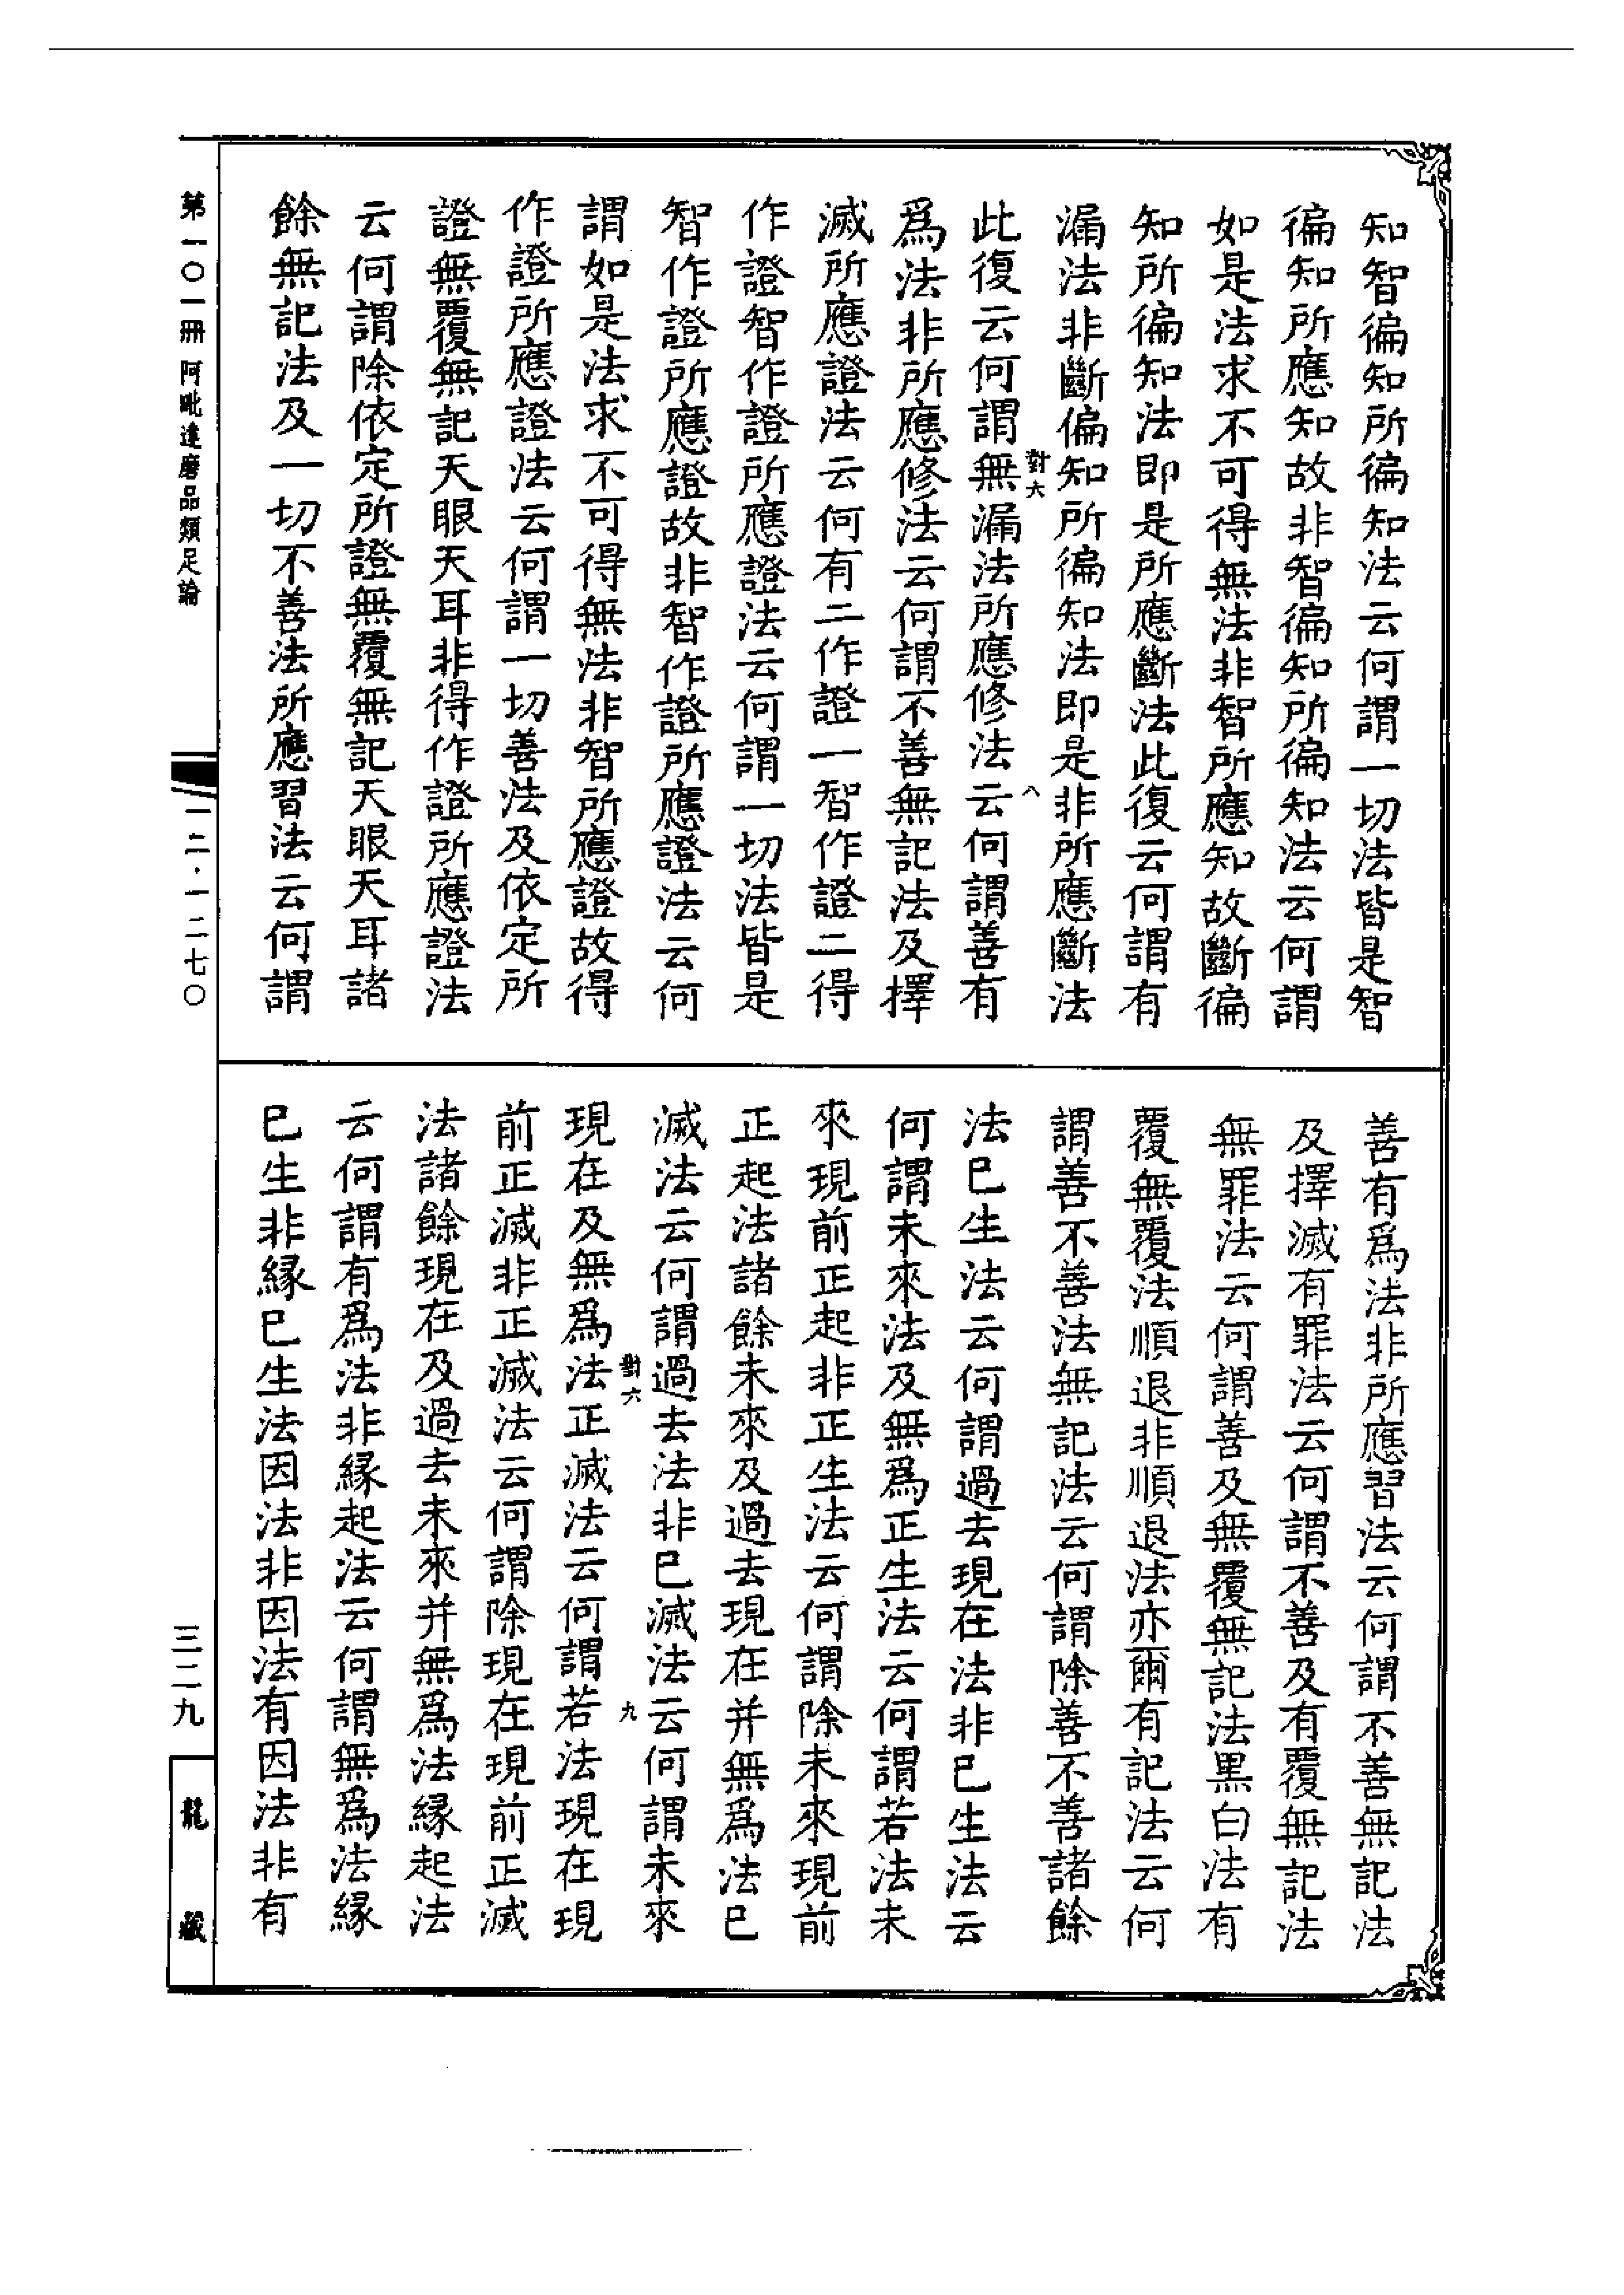 知智徧知所徧知法云何謂一切法皆是智
徧知所應知故非智徧知所徧知法云何謂
如是法求不可得無法非智所應知故斷徧
知所徧知法即是所應斷法此復云何謂有
漏法非斷偏知所徧知法即是非所應斷法
對六
八
此復云何謂無漏法所應修法云何謂善有
爲法非所應修法云何謂不善無記法及擇
滅所應證法云何有二作證一智作證二得
作證智作證所應證法云何謂一切法皆是
智作證所應證故非智作證所應證法云何
謂如是法求不可得無法非智所應證故得
作證所應證法云何謂一切善法及依定所
證無覆無記天眼天耳非得作證所應證法
云何謂除依定所證無覆無記天眼天耳諸
餘無記法及一切不善法所應習法云何謂
善有爲法非所應習法云何謂不善無記法
及擇滅有罪法云何謂不善及有覆無記法
無罪法云何謂善及無覆無記法黑白法有
覆無覆法順退非順退法亦爾有記法云何
謂善不善法無記法云何謂除善不善諸餘
法已生法云何謂過去現在法非已生法云
何謂未來法及無爲正生法云何謂若法未
來現前正起非正生法云何謂除未來現前
正起法諸餘未來及過去現在并無爲法已
滅法云何謂過去法非已滅法云何謂未來
對六
九
現在及無爲法正滅法云何謂若法現在現
前正滅非正滅法云何謂除現在現前正滅
法諸餘現在及過去未來并無爲法緣起法
云何謂有爲法非緣起法云何謂無爲法緣
已生非緣已生法因法非因法有因法非有
第一〇一冊 阿毗達磨品類足論
一二·一二七〇
三二九
龍藏